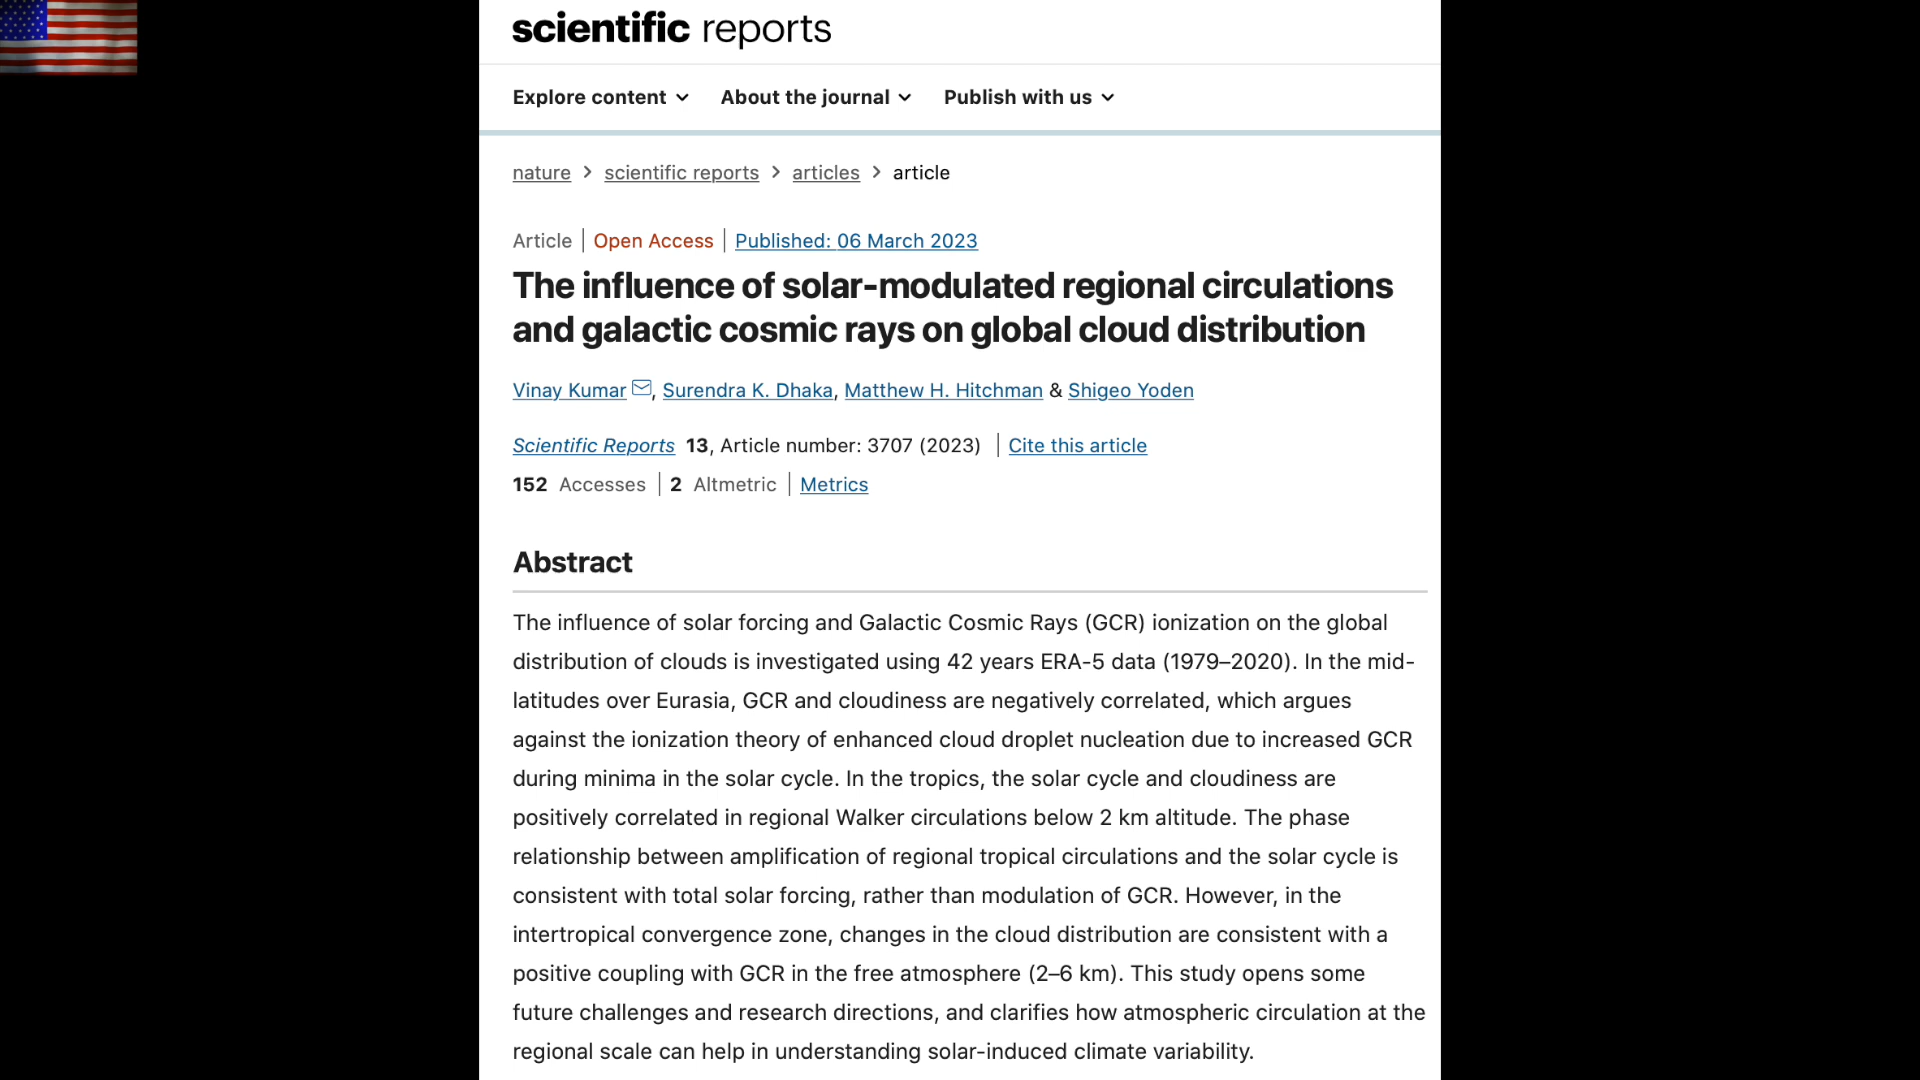 scientific reports
Explore content About the journal Publish with us
nature > scientific reports > articles > article
Article | Open Access | Published: 06 March 2023
The influence of solar-modulated regional circulations
and galactic cosmic rays on global cloud distribution
Vinay Kumar, Surendra K. Dhaka, Matthew H. Hitchman & Shigeo Yoden
Scientific Reports 13, Article number: 3707 (2023) | Cite this article
152 Accesses | 2 Altmetric | Metrics
Abstract
The influence of solar forcing and Galactic Cosmic Rays (GCR) ionization on the global
distribution of clouds is investigated using 42 years ERA-5 data (1979–2020). In the mid-
latitudes over Eurasia, GCR and cloudiness are negatively correlated, which argues
against the ionization theory of enhanced cloud droplet nucleation due to increased GCR
during minima in the solar cycle. In the tropics, the solar cycle and cloudiness are
positively correlated in regional Walker circulations below 2 km altitude. The phase
relationship between amplification of regional tropical circulations and the solar cycle is
consistent with total solar forcing, rather than modulation of GCR. However, in the
intertropical convergence zone, changes in the cloud distribution are consistent with a
positive coupling with GCR in the free atmosphere (2–6 km). This study opens some
future challenges and research directions, and clarifies how atmospheric circulation at the
regional scale can help in understanding solar-induced climate variability.